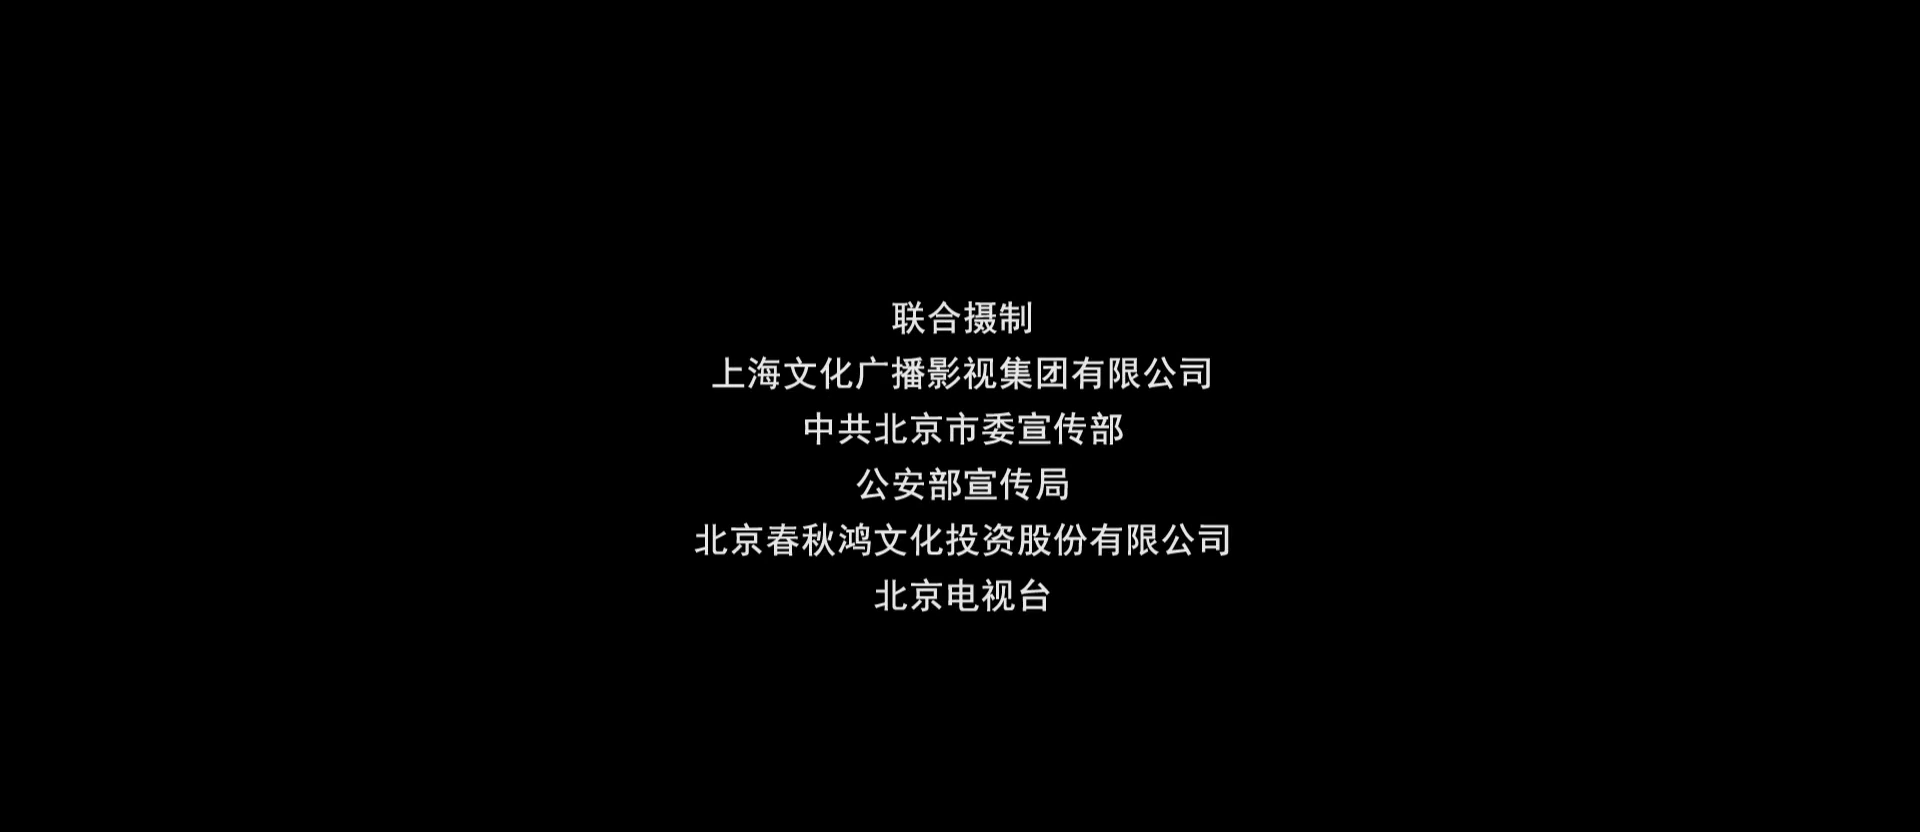 联合摄制
上海文化广播影视集团有限公司
中共北京市委宣传部
公安部宣传局
北京春秋鸿文化投资股份有限公司
北京电视台